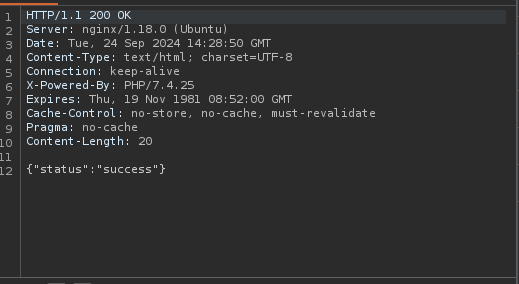 1 HTTP/1.1 200 OK
2 Server: nginx/1.18.0 (Ubuntu)
3 Date: Tue, 24 Sep 2024 14:28:50 GMT
4 Content-Type: text/html; charset=UTF-8
5 Connection: keep-alive
6 X-Powered-By: PHP/7.4.25
7 Expires: Thu, 19 Nov 1981 08:52:00 GMT
8 Cache-Control: no-store, no-cache, must-revalidate
9 Pragma: no-cache
10 Content-Length: 20
11
12 {"status":"success"}